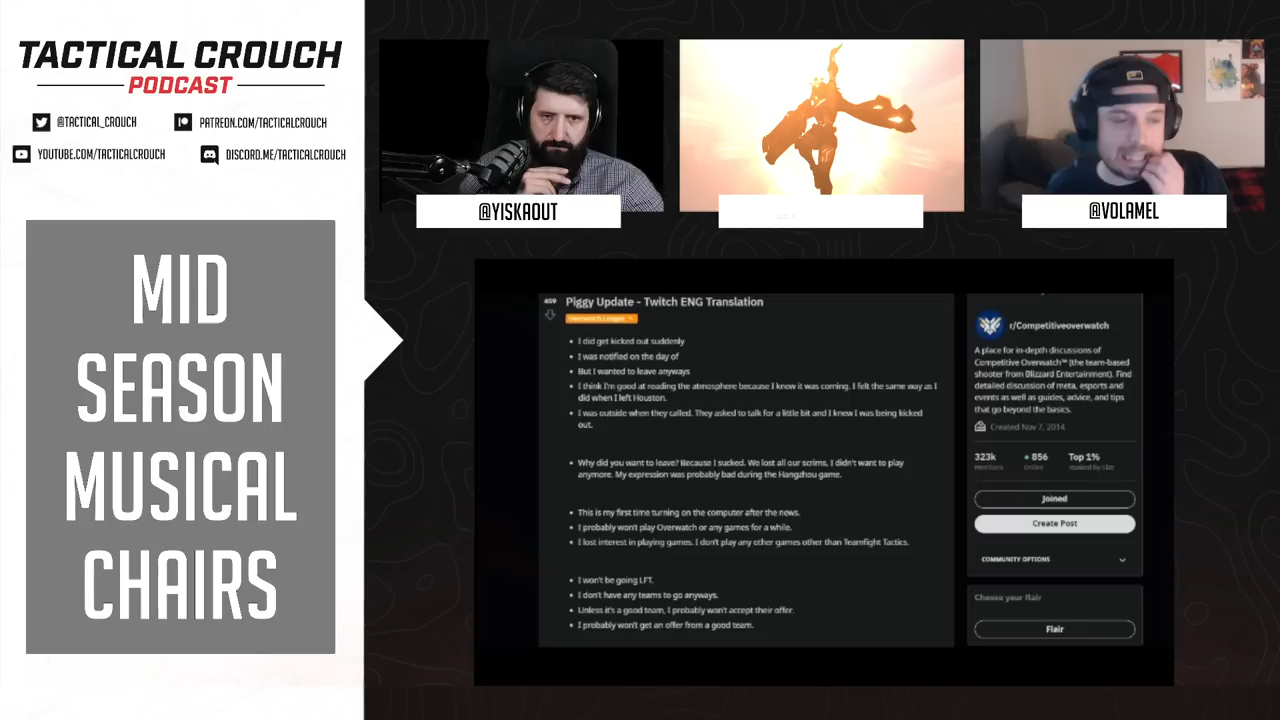 TACTICAL CROUCH
PODCAST
@TACTICAL_CROUCH
PATREON.COM/TACTICALCROUCH
YOUTUBE.COM/TACTICALCROUCH
DISCORD.ME/TACTICALCROUCH
MID
SEASON
MUSICAL
CHAIRS
@YISKAOUT
@VOLAMEL
459
Piggy Update - Twitch ENG Translation
Overwatch League
• I did get kicked out suddenly
• I was notified on the day of
• But I wanted to leave anyways
• I think I'm good at reading the atmosphere because I knew it was coming. I felt the same way as I
did when I left Houston.
• I was outside when they called. They asked to talk for a little bit and I knew I was being kicked
out.
• Why did you want to leave? Because I sucked. We lost all our scrims, I didn't want to play
anymore. My expression was probably bad during the Hangzhou game.
• This is my first time turning on the computer after the news.
• I probably won't play Overwatch or any games for a while.
• I lost interest in playing games. I don't play any other games other than Teamfight Tactics.
• I won't be going LFT.
• I don't have any teams to go anyways.
• Unless it's a good team, I probably won't accept their offer.
• I probably won't get an offer from a good team.
r/Competitiveoverwatch
A place for in-depth discussions of
Competitive Overwatch™ (the team-based
shooter from Blizzard Entertainment). Find
detailed discussion of meta, esports and
events as well as guides, advice, and tips
that go beyond the basics.
Created Nov 7, 2014
323k
Members
856
Online
Top 1%
Ranked by Size
Joined
Create Post
COMMUNITY OPTIONS
Choose your flair
Flair